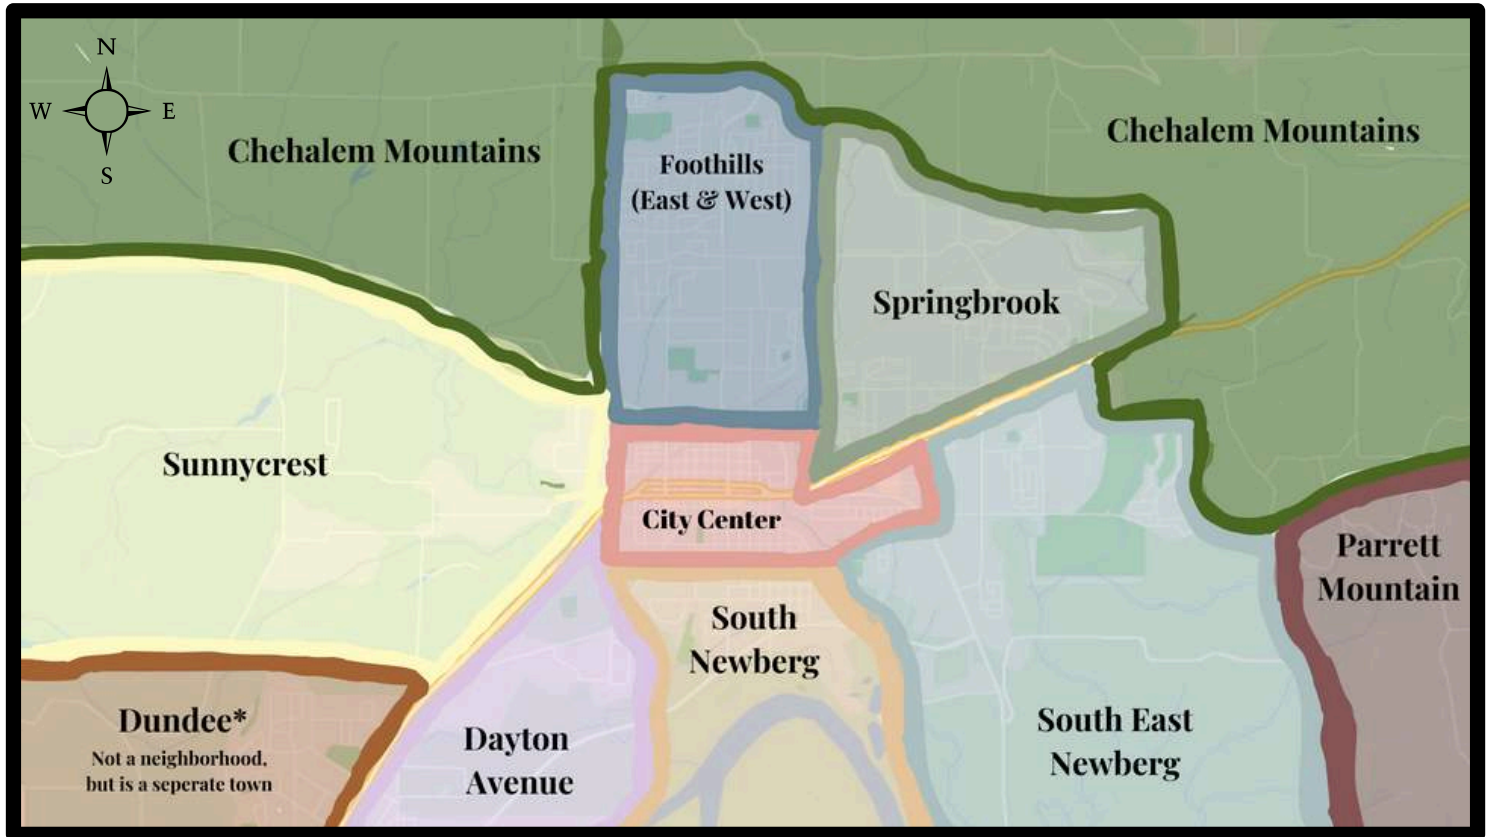 N
W E
S
Chehalem Mountains
Chehalem Mountains
Foothills
(East & West)
Springbrook
Sunnycrest
City Center
Parrett
Mountain
South
Newberg
Dundee*
Not a neighborhood,
but is a seperate town
Dayton
Avenue
South East
Newberg